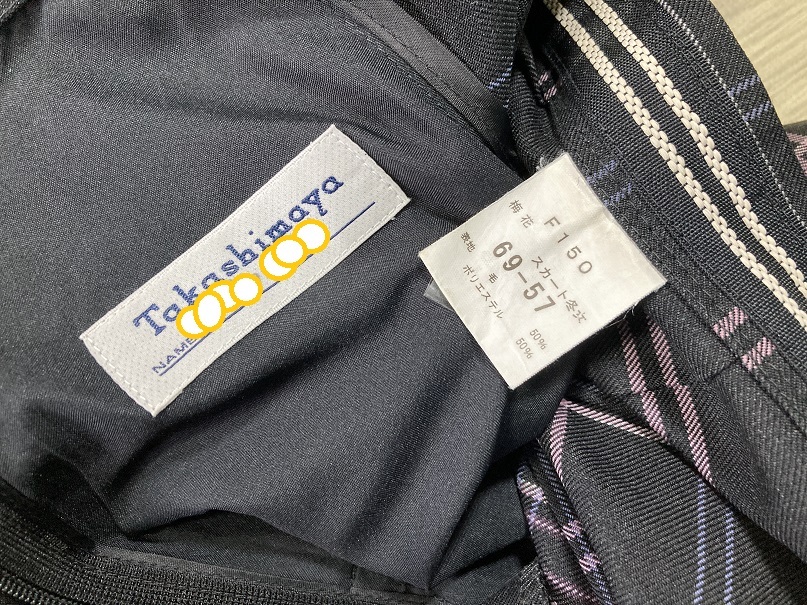 Takashimaya
NAME
F150
梅花 スカート冬衣
69-57
表地 毛 50%
ポリエステル 50%